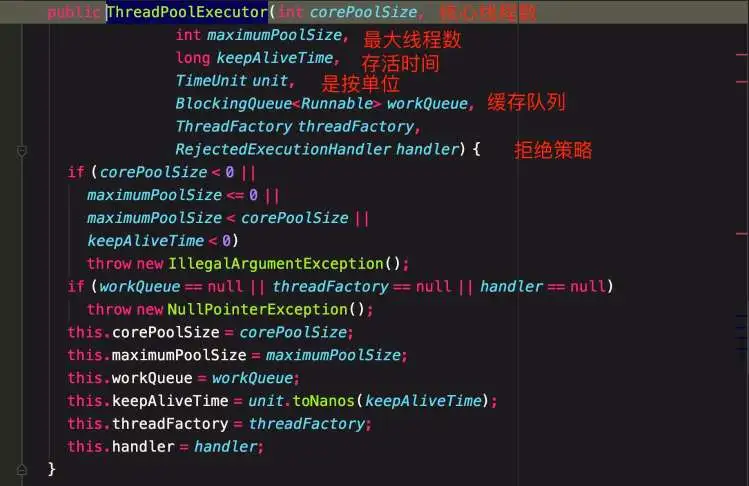 public ThreadPoolExecutor(int corePoolSize, 核心线程数
int maximumPoolSize, 最大线程数
long keepAliveTime, 存活时间
TimeUnit unit, 是按单位
BlockingQueue<Runnable> workQueue, 缓存队列
ThreadFactory threadFactory,
RejectedExecutionHandler handler) { 拒绝策略
if (corePoolSize < 0 ||
maximumPoolSize <= 0 ||
maximumPoolSize < corePoolSize ||
keepAliveTime < 0)
throw new IllegalArgumentException();
if (workQueue == null || threadFactory == null || handler == null)
throw new NullPointerException();
this.corePoolSize = corePoolSize;
this.maximumPoolSize = maximumPoolSize;
this.workQueue = workQueue;
this.keepAliveTime = unit.toNanos(keepAliveTime);
this.threadFactory = threadFactory;
this.handler = handler;
}